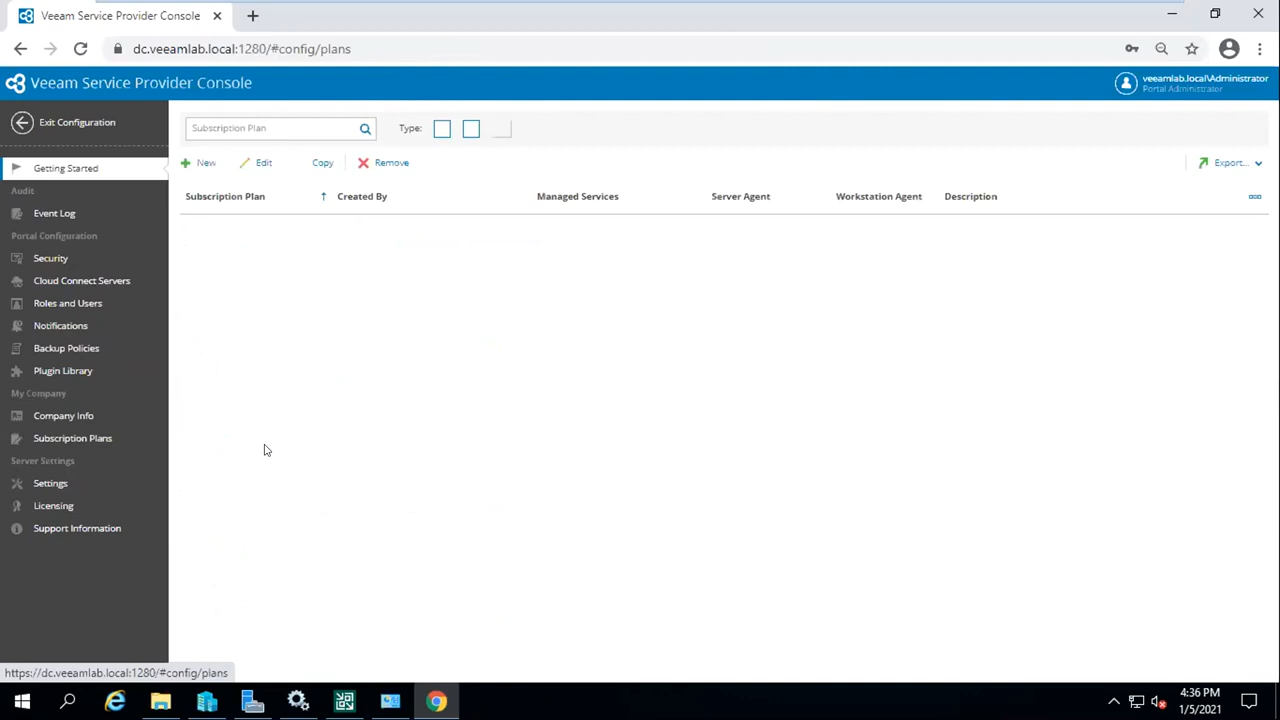 Veeam Service Provider Console
dc.veeamlab.local:1280/#config/plans
Veeam Service Provider Console
veeamlab.local\Administrator
Portal Administrator
Exit Configuration
Getting Started
Audit
Event Log
Portal Configuration
Security
Cloud Connect Servers
Roles and Users
Notifications
Backup Policies
Plugin Library
My Company
Company Info
Subscription Plans
Server Settings
Settings
Licensing
Support Information
Subscription Plan
Type:
New
Edit
Copy
Remove
Export...
Subscription Plan
Created By
Managed Services
Server Agent
Workstation Agent
Description
https://dc.veeamlab.local:1280/#config/plans
4:36 PM
1/5/2021